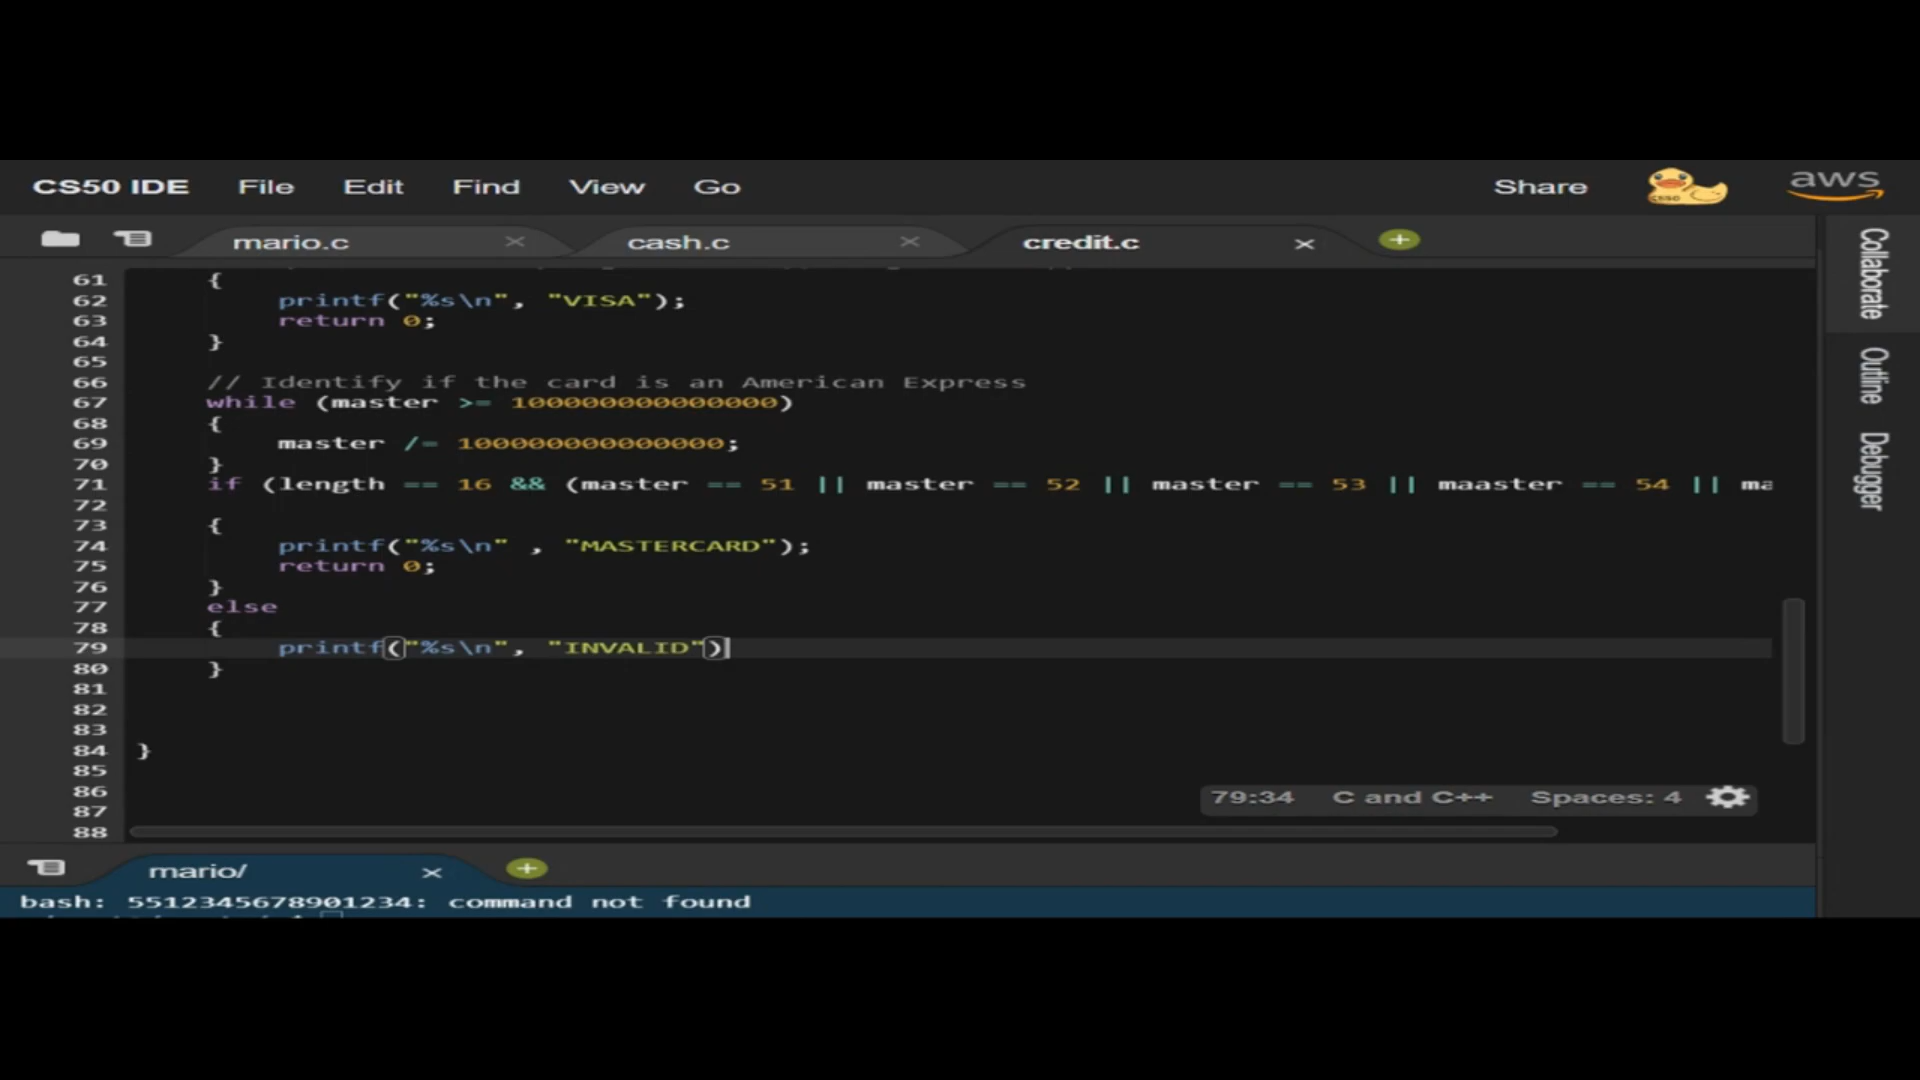 CS50 IDE File Edit Find View Go Share aws
mario.c cash.c credit.c
61 {
62 printf("%s\n", "VISA");
63 return 0;
64 }
65
66 // Identify if the card is an American Express
67 while (master >= 100000000000000)
68 {
69 master /= 100000000000000;
70 }
71 if (length == 16 && (master == 51 || master == 52 || master == 53 || maaster == 54 || ma
72
73 {
74 printf("%s\n" , "MASTERCARD");
75 return 0;
76 }
77 else
78 {
79 printf("%s\n", "INVALID")
80 }
81
82
83
84 }
85
86
87
88
79:34 C and C++ Spaces: 4
mario/
bash: 5512345678901234: command not found
Collaborate
Outline
Debugger